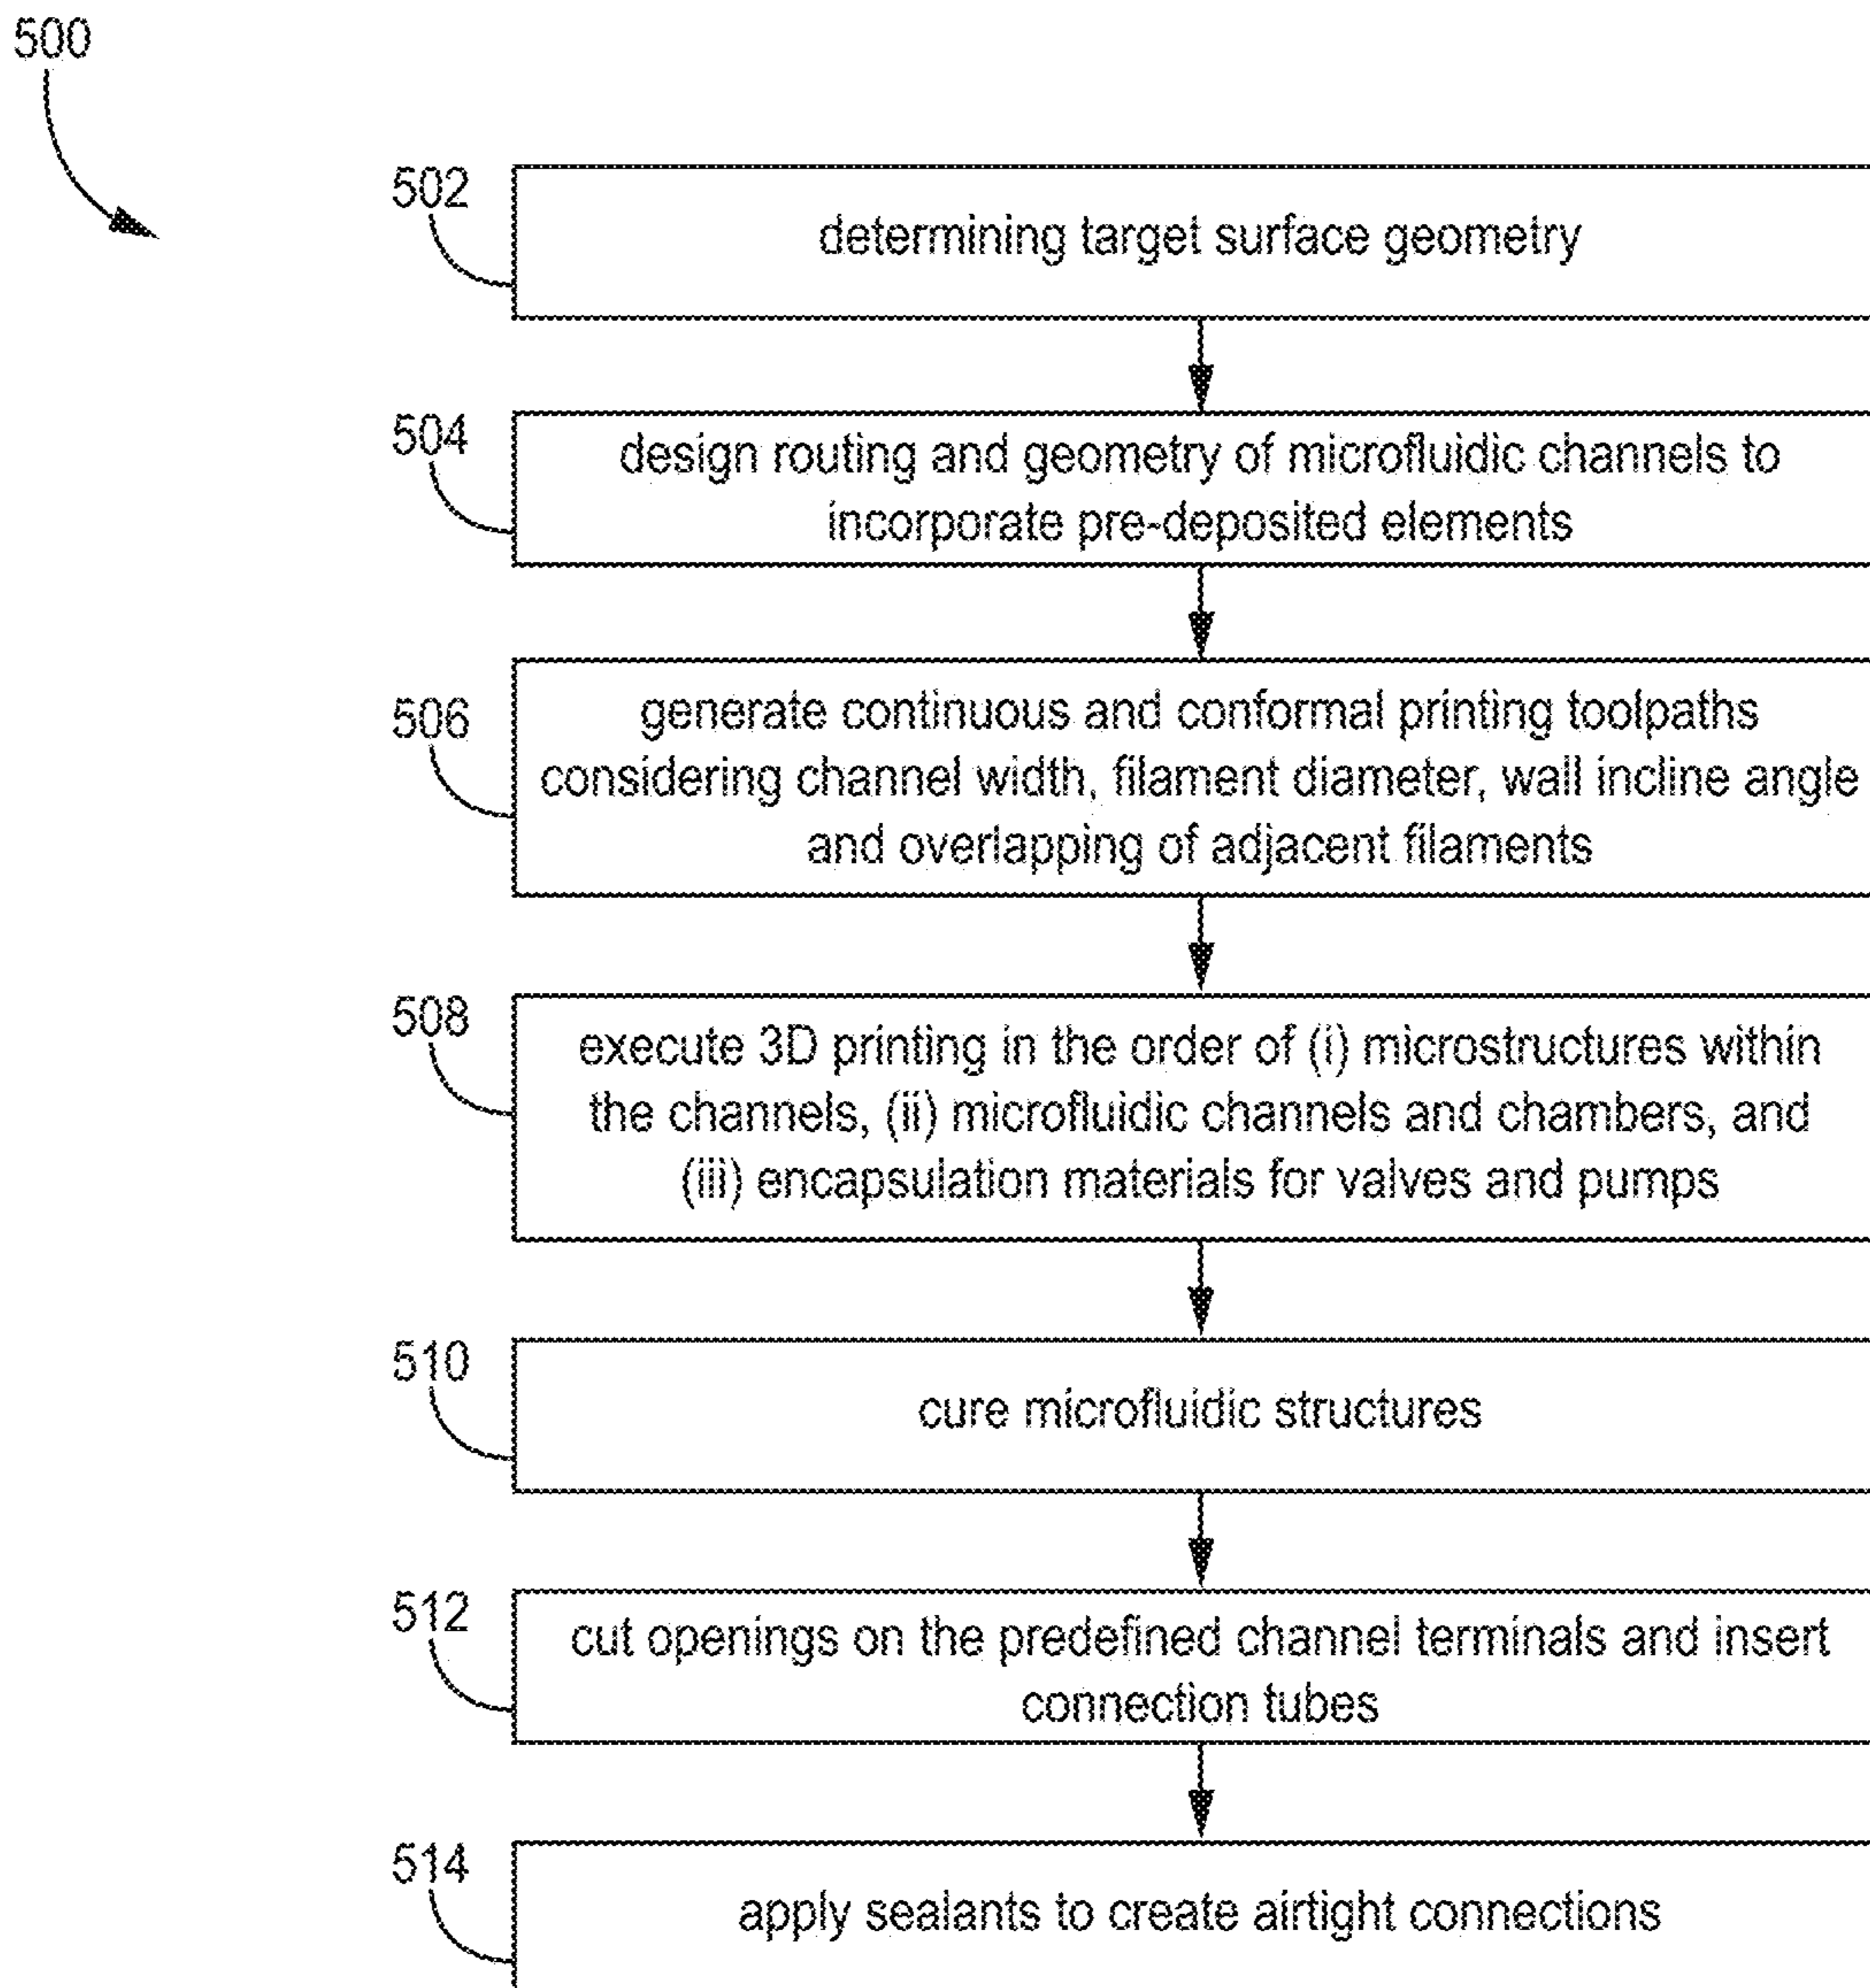 500
502
determining target surface geometry
504
design routing and geometry of microfluidic channels to
incorporate pre-deposited elements
506
generate continuous and conformal printing toolpaths
considering channel width, filament diameter, wall incline angle
and overlapping of adjacent filaments
508
execute 3D printing in the order of (i) microstructures within
the channels, (ii) microfluidic channels and chambers, and
(iii) encapsulation materials for valves and pumps
510
cure microfluidic structures
512
cut openings on the predefined channel terminals and insert
connection tubes
514
apply sealants to create airtight connections